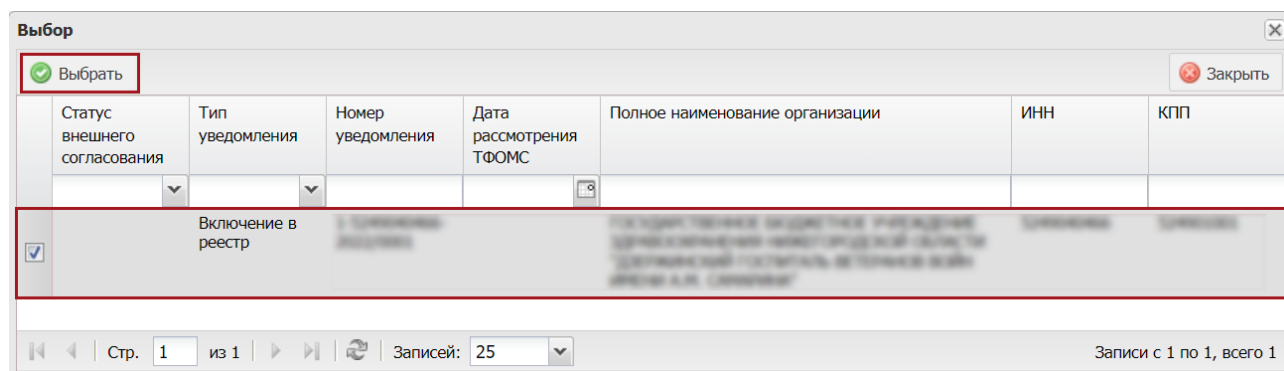 Выбор
Выбрать
Закрыть
Статус внешнего согласования
Тип уведомления
Номер уведомления
Дата рассмотрения ТФОМС
Полное наименование организации
ИНН
КПП
Включение в реестр
Стр. 1 из 1 Записей: 25 Записи с 1 по 1, всего 1